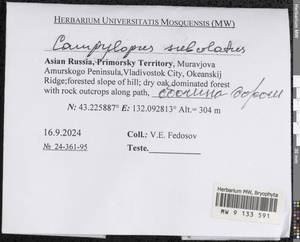 HERBARIUM UNIVERSITATIS MOSQUENSIS (MW)
Campylopus subulatus
Asian Russia, Primorsky Territory, Muravjova
Amurskogo Peninsula,Vladivostok City, Okeanskij
Ridge;forested slope of hill; dry oak dominated forest
with rock outcrops along path, обочина дороги
N: 43.225887° E: 132.092813° Alt= 304 m
16.9.2024 Coll.: V.E. Fedosov
№ 24-361-95 Teste.
Herbarium MW, Bryophyta
MW 9 133 591